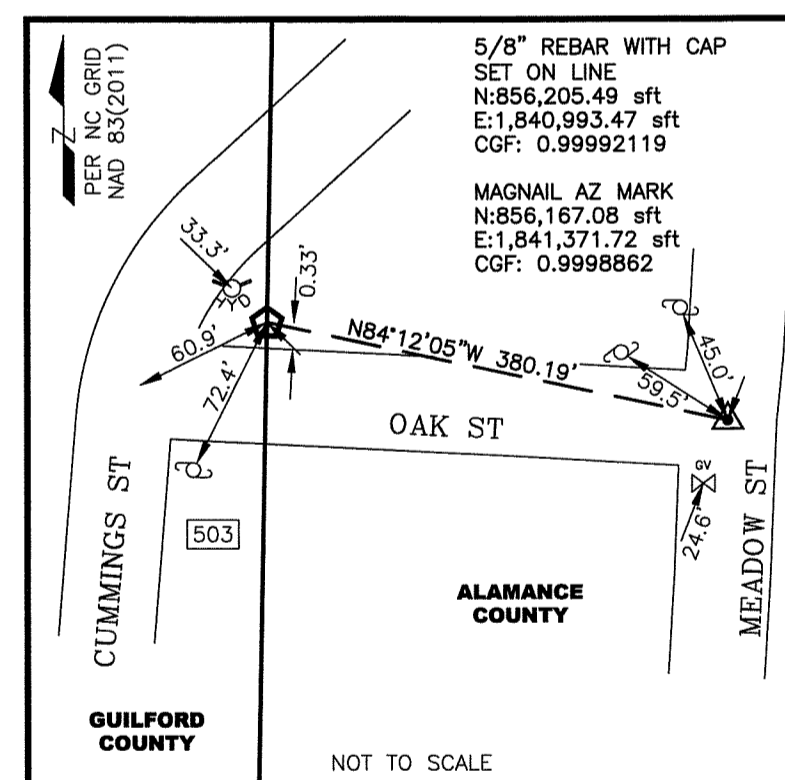 PER NC GRID
NAD 83(2011)
N
5/8" REBAR WITH CAP
SET ON LINE
N:856,205.49 sft
E:1,840,993.47 sft
CGF: 0.99992119
MAGNAIL AZ MARK
N:856,167.08 sft
E:1,841,371.72 sft
CGF: 0.9998862
33.3'
HYD
0.33'
60.9'
72.4'
N84°12'05"W 380.19'
45.0'
59.5'
OAK ST
GV
24.6'
503
CUMMINGS ST
MEADOW ST
ALAMANCE
COUNTY
GUILFORD
COUNTY
NOT TO SCALE